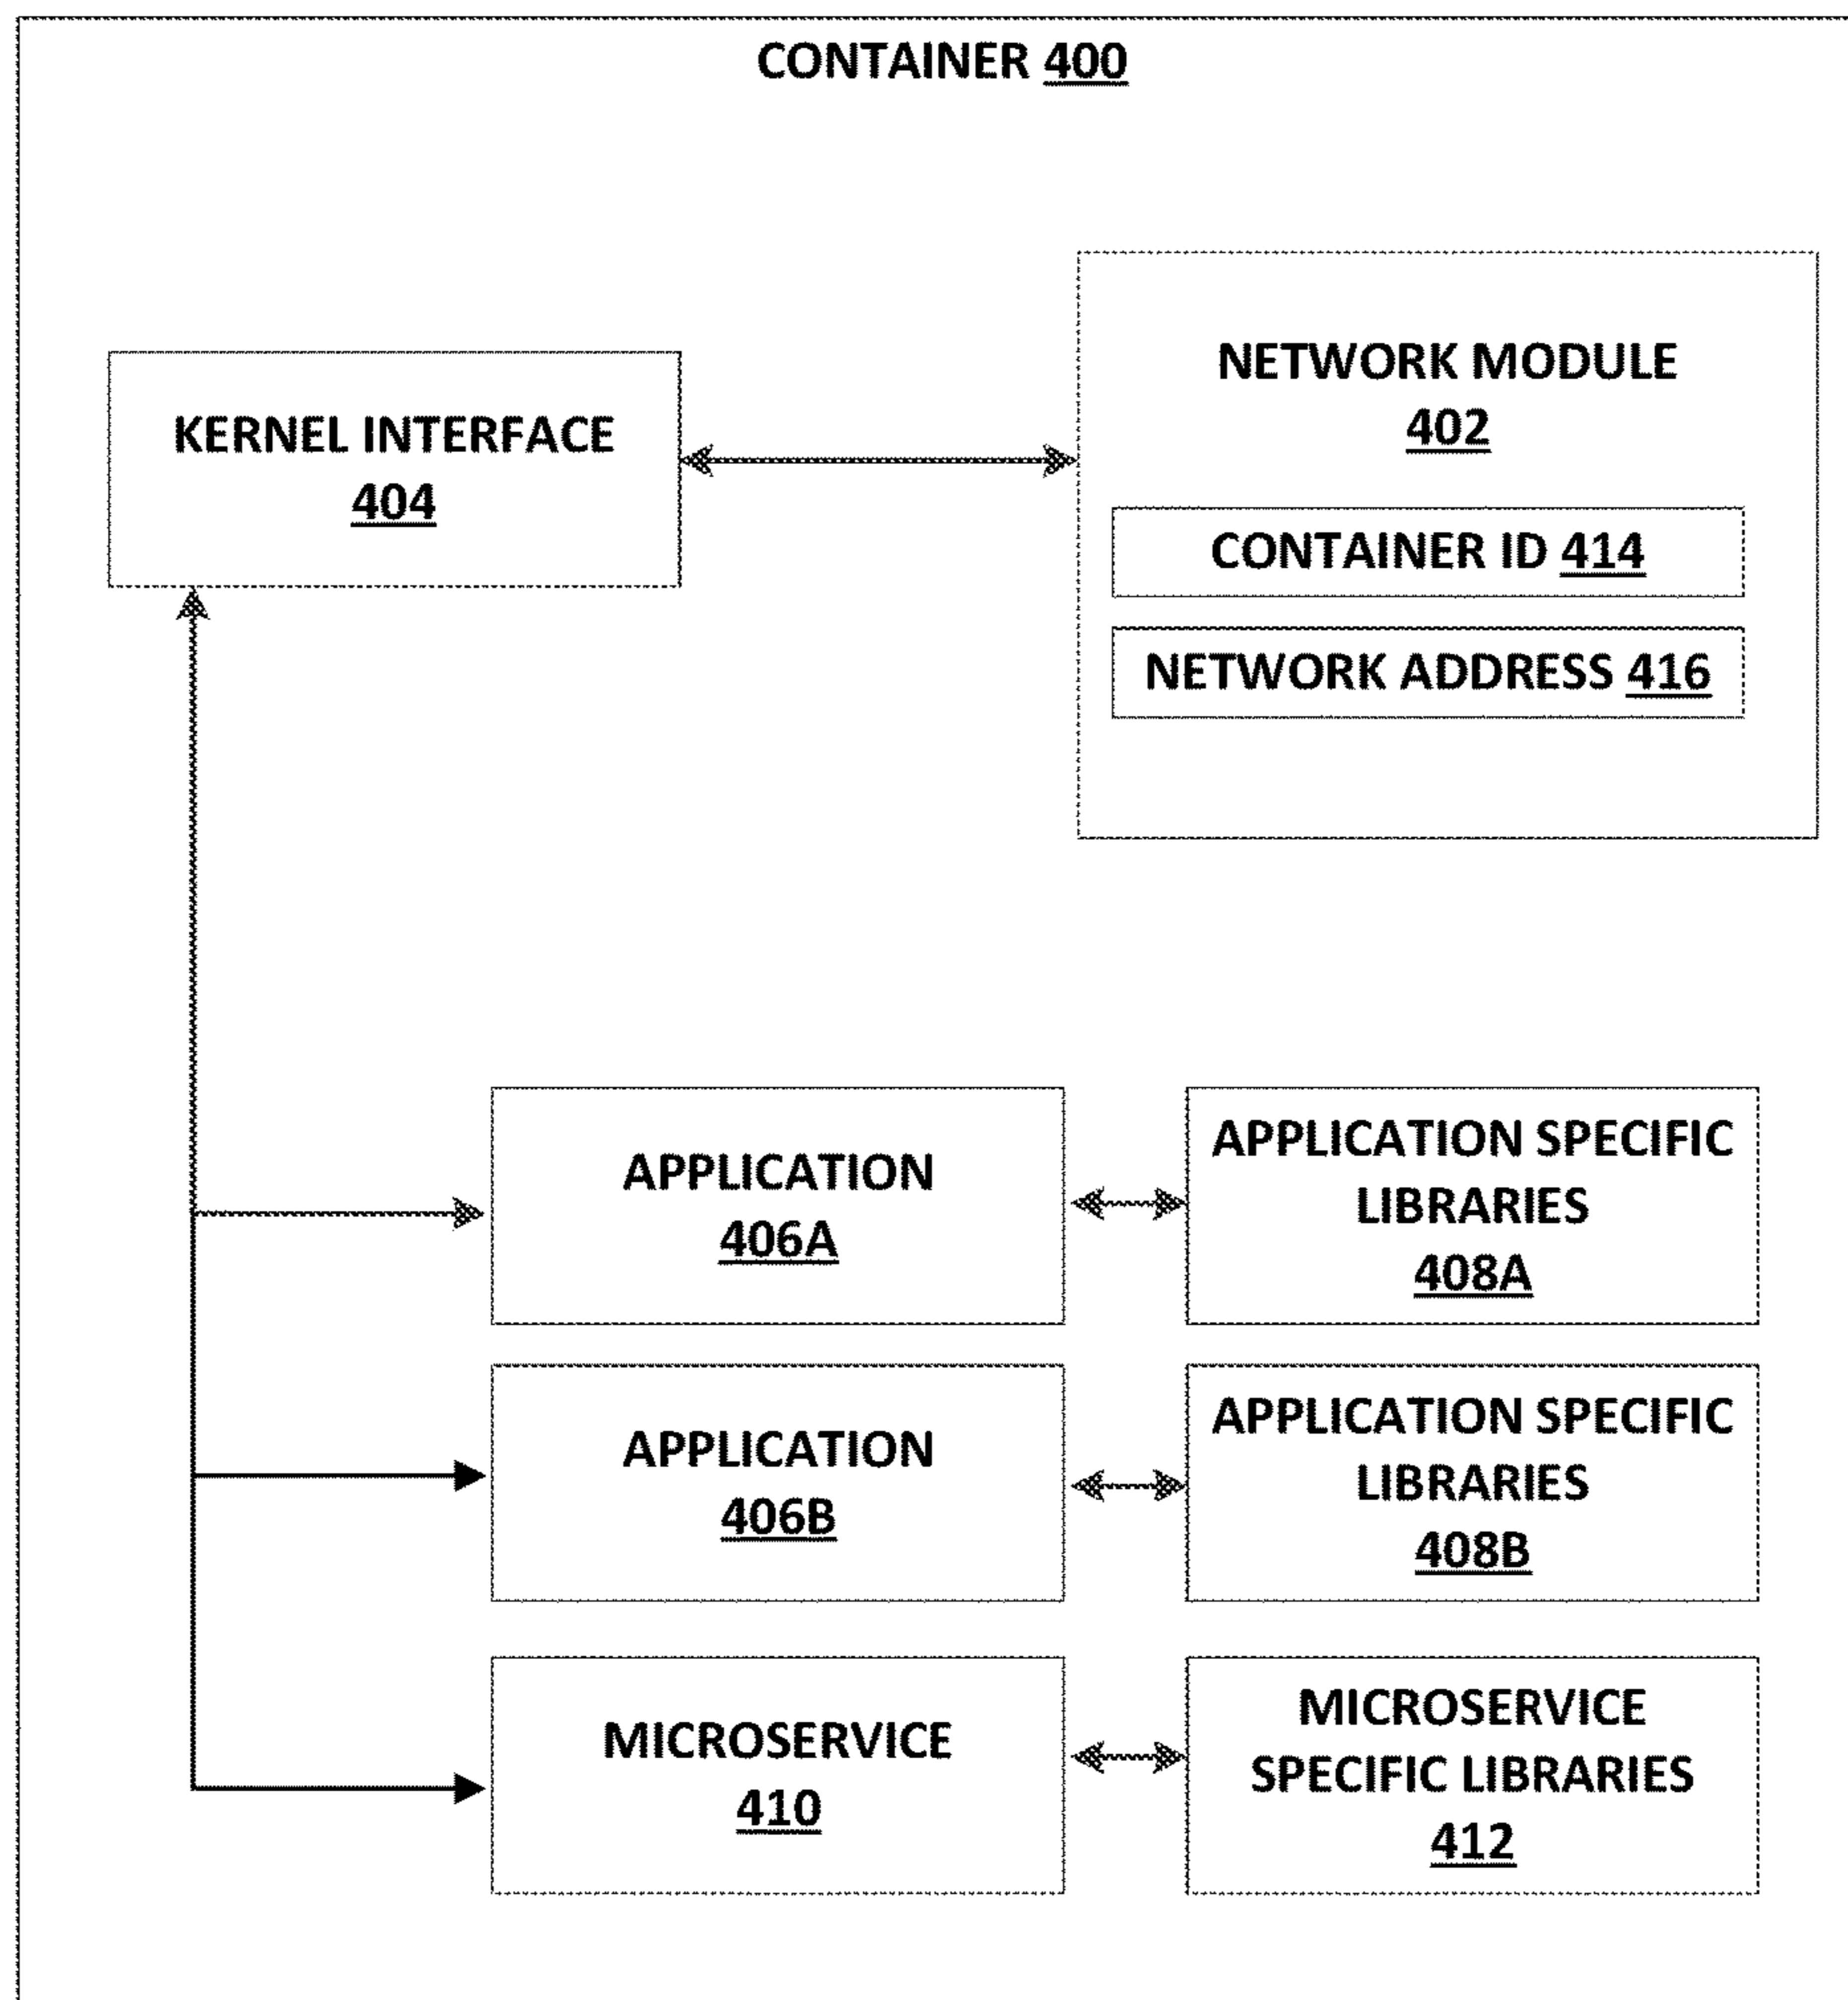 CONTAINER 400
KERNEL INTERFACE
404
NETWORK MODULE
402
CONTAINER ID 414
NETWORK ADDRESS 416
APPLICATION
406A
APPLICATION SPECIFIC
LIBRARIES
408A
APPLICATION
406B
APPLICATION SPECIFIC
LIBRARIES
408B
MICROSERVICE
410
MICROSERVICE
SPECIFIC LIBRARIES
412